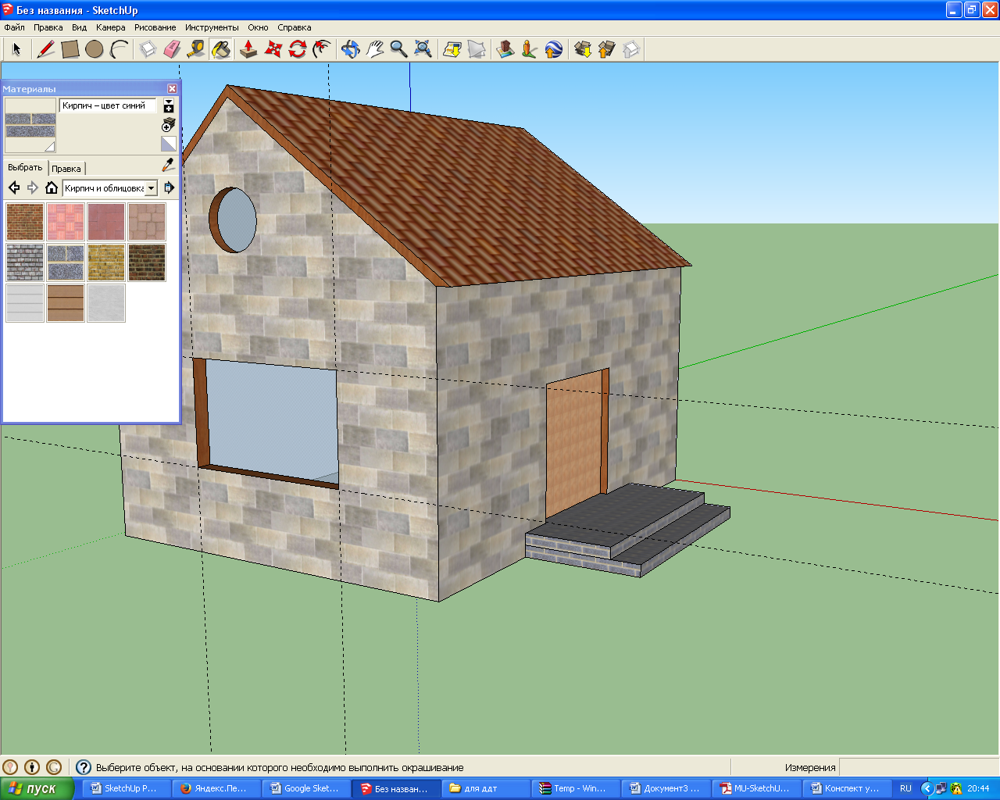 Без названия - SketchUp
Файл Правка Вид Камера Рисование Инструменты Окно Справка
Материалы
Кирпич – цвет синий
Выбрать Правка
Кирпич и облицовка
Выберите объект, на основании которого необходимо выполнить окрашивание
Измерения
пуск SketchUp P... Яндекс.Пе... Google Sket... Без назван... для ддт Temp - Win... Документ3 ... MU-SketchU... Конспект у... RU 20:44